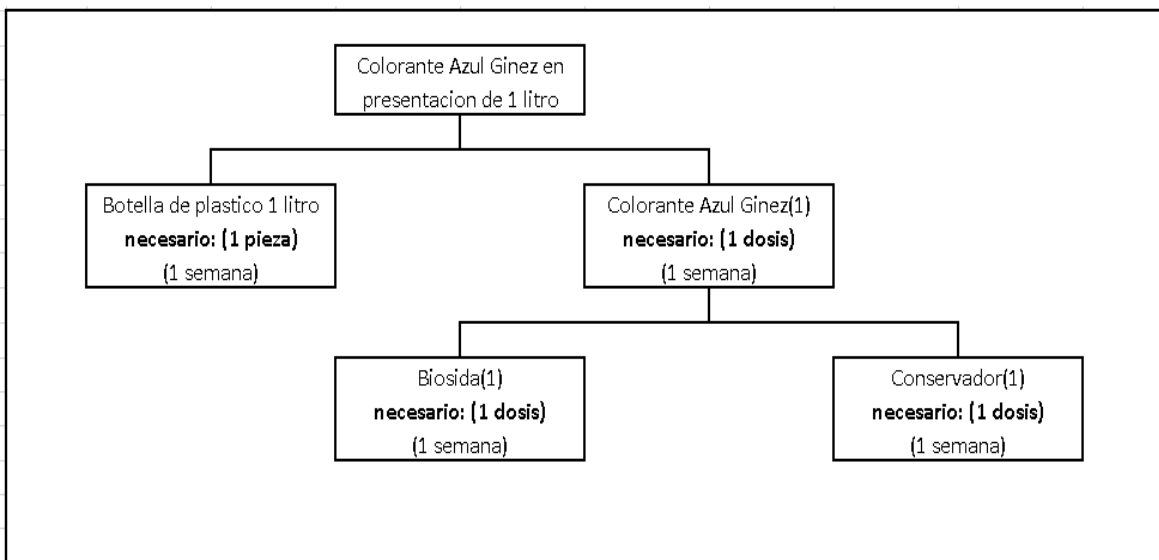 Colorante Azul Ginez en
presentacion de 1 litro
Botella de plastico 1 litro
necesario: (1 pieza)
(1 semana)
Colorante Azul Ginez(1)
necesario: (1 dosis)
(1 semana)
Biosida(1)
necesario: (1 dosis)
(1 semana)
Conservador(1)
necesario: (1 dosis)
(1 semana)